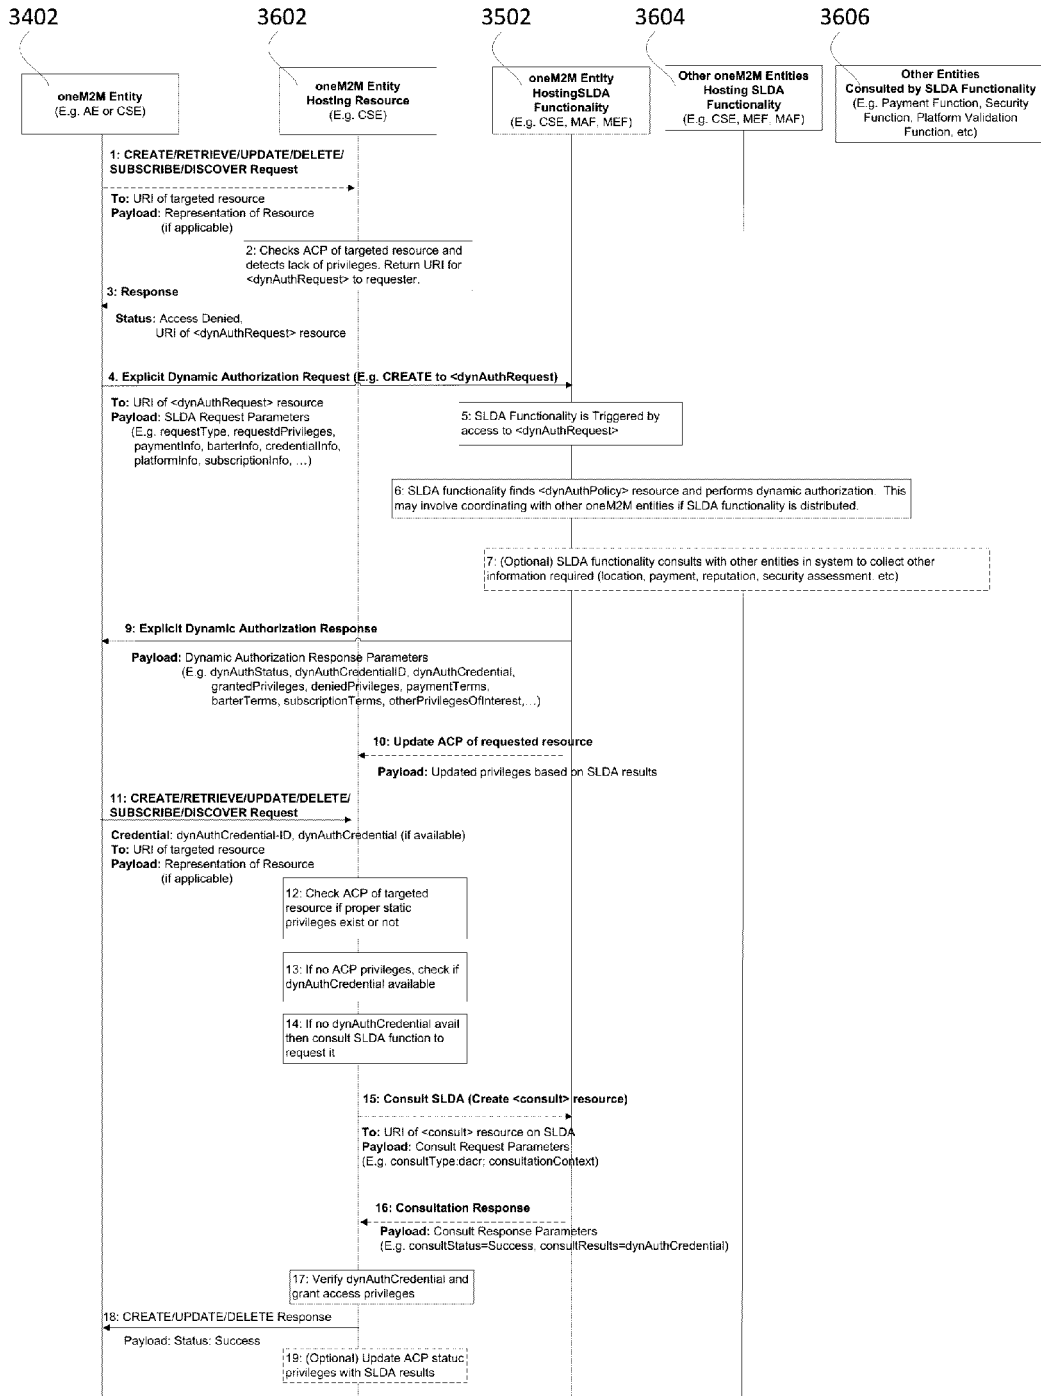 3402
3602
3502
3604
3606
oneM2M Entity
(E.g. AE or CSE)
oneM2M Entity
Hosting Resource
(E.g. CSE)
oneM2M Entity
HostingSLDA
Functionality
(E.g. CSE, MAF, MEF)
Other oneM2M Entities
Hosting SLDA
Functionality
(E.g. CSE, MEF, MAF)
Other Entities
Consulted by SLDA Functionality
(E.g. Payment Function, Security
Function, Platform Validation
Function, etc)
1: CREATE/RETRIEVE/UPDATE/DELETE/
SUBSCRIBE/DISCOVER Request
To: URI of targeted resource
Payload: Representation of Resource
(if applicable)
2: Checks ACP of targeted resource and
detects lack of privileges. Return URI for
<dynAuthRequest> to requester.
3: Response
Status: Access Denied,
URI of <dynAuthRequest> resource
4. Explicit Dynamic Authorization Request (E.g. CREATE to <dynAuthRequest)
To: URI of <dynAuthRequest> resource
Payload: SLDA Request Parameters
(E.g. requestType, requestdPrivileges,
paymentInfo, barterInfo, credentialInfo,
platformInfo, subscriptionInfo, …)
5: SLDA Functionality is Triggered by
access to <dynAuthRequest>
6: SLDA functionality finds <dynAuthPolicy> resource and performs dynamic authorization. This
may involve coordinating with other oneM2M entities if SLDA functionality is distributed.
7: (Optional) SLDA functionality consults with other entities in system to collect other
information required (location, payment, reputation, security assessment. etc)
9: Explicit Dynamic Authorization Response
Payload: Dynamic Authorization Response Parameters
(E.g. dynAuthStatus, dynAuthCredentialID, dynAuthCredential,
grantedPrivileges, deniedPrivileges, paymentTerms,
barterTerms, subscriptionTerms, otherPrivilegesOfInterest,…)
10: Update ACP of requested resource
Payload: Updated privileges based on SLDA results
11: CREATE/RETRIEVE/UPDATE/DELETE/
SUBSCRIBE/DISCOVER Request
Credential: dynAuthCredential-ID, dynAuthCredential (if available)
To: URI of targeted resource
Payload: Representation of Resource
(if applicable)
12: Check ACP of targeted
resource if proper static
privileges exist or not
13: If no ACP privileges, check if
dynAuthCredential available
14: If no dynAuthCredential avail
then consult SLDA function to
request it
15: Consult SLDA (Create <consult> resource)
To: URI of <consult> resource on SLDA
Payload: Consult Request Parameters
(E.g. consultType:dacr; consultationContext)
16: Consultation Response
Payload: Consult Response Parameters
(E.g. consultStatus=Success, consultResults=dynAuthCredential)
17: Verify dynAuthCredential and
grant access privileges
18: CREATE/UPDATE/DELETE Response
Payload: Status: Success
19: (Optional) Update ACP statuc
privileges with SLDA results